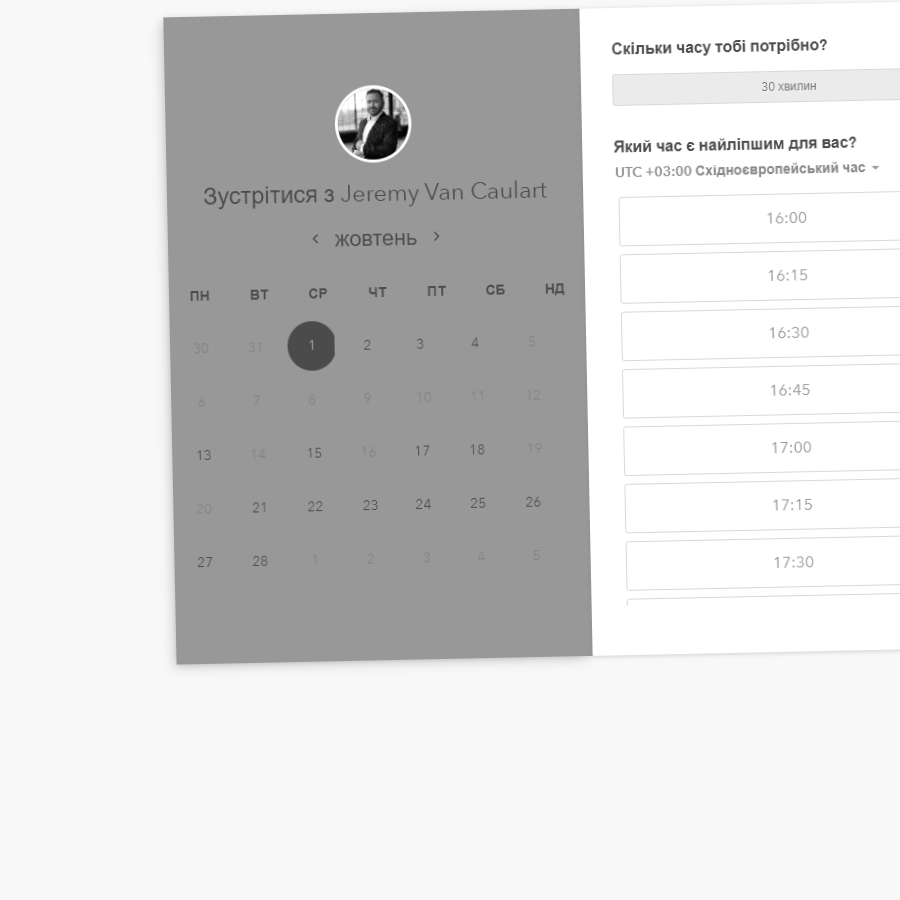 Зустрітися з Jeremy Van Caulart
‹ жовтень ›
ПН ВТ СР ЧТ ПТ СБ НД
30 31 1 2 3 4 5
6 7 8 9 10 11 12
13 14 15 16 17 18 19
20 21 22 23 24 25 26
27 28 1 2 3 4 5
Скільки часу тобі потрібно?
30 хвилин
Який час є найліпшим для вас?
UTC +03:00 Східноєвропейський час
16:00
16:15
16:30
16:45
17:00
17:15
17:30